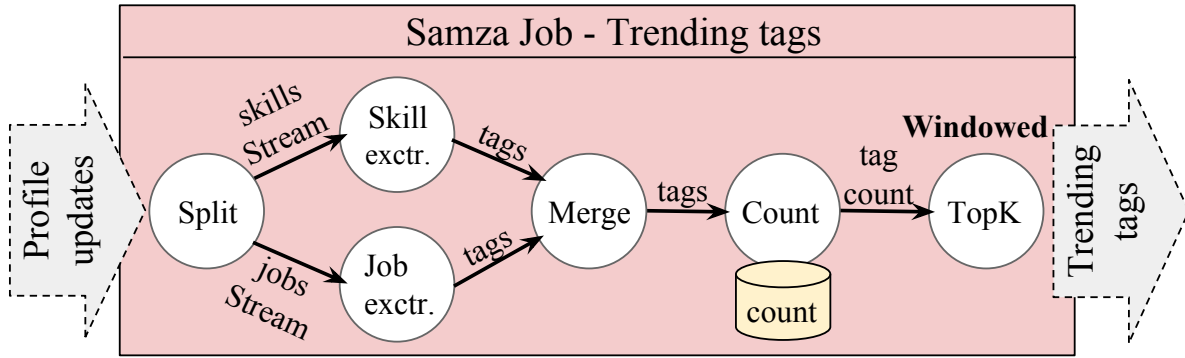 Samza Job - Trending tags
Profile
updates
Split
skills
Stream
jobs
Stream
Skill
exctr.
Job
exctr.
tags
tags
Merge
tags
Count
count
tag
count
Windowed
TopK
Trending
tags